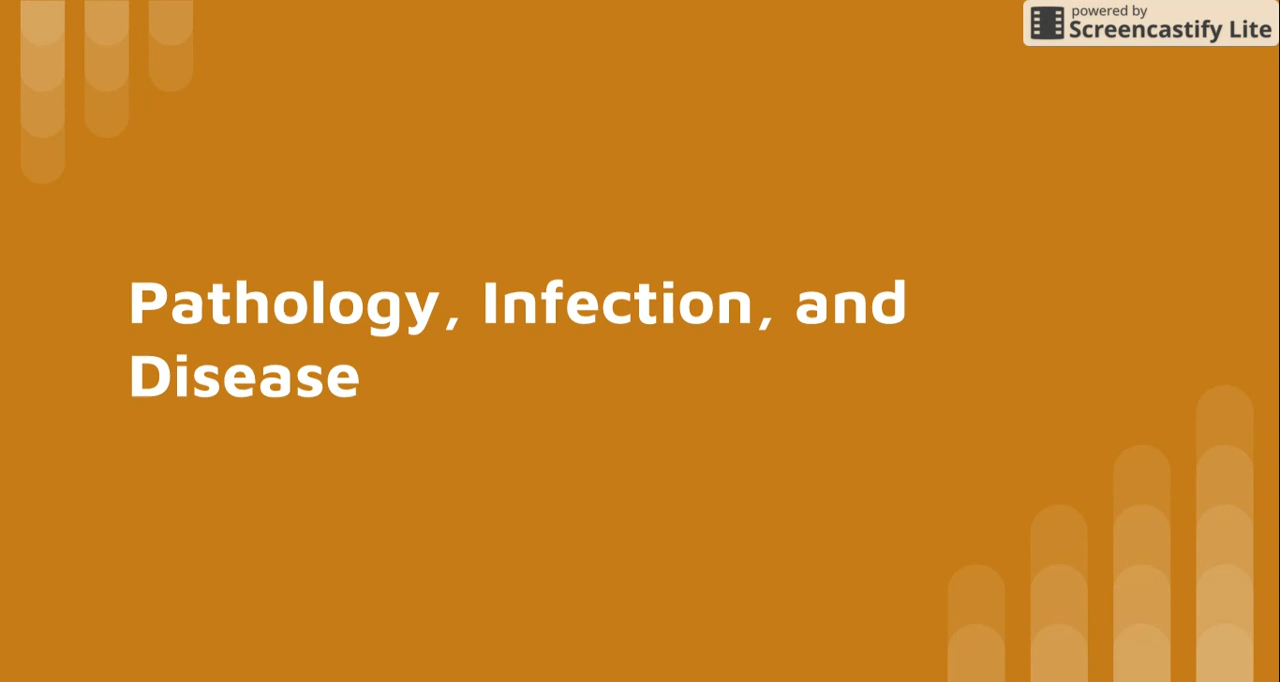 powered by
Screencastify Lite
Pathology, Infection, and
Disease